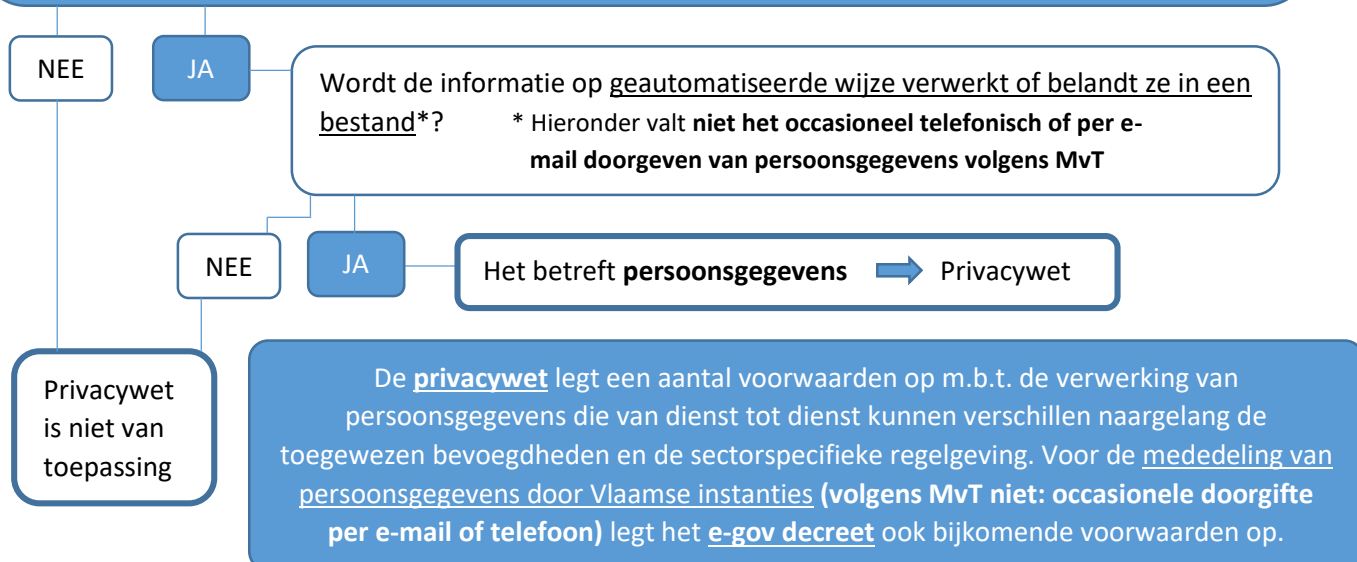 NEE
JA
Wordt de informatie op geautomatiseerde wijze verwerkt of belandt ze in een
bestand*? * Hieronder valt niet het occasioneel telefonisch of per e-
mail doorgeven van persoonsgegevens volgens MvT
NEE
JA
Het betreft persoonsgegevens Privacywet
Privacywet
is niet van
toepassing
De privacywet legt een aantal voorwaarden op m.b.t. de verwerking van
persoonsgegevens die van dienst tot dienst kunnen verschillen naargelang de
toegewezen bevoegdheden en de sectorspecifieke regelgeving. Voor de mededeling van
persoonsgegevens door Vlaamse instanties (volgens MvT niet: occasionele doorgifte
per e-mail of telefoon) legt het e-gov decreet ook bijkomende voorwaarden op.